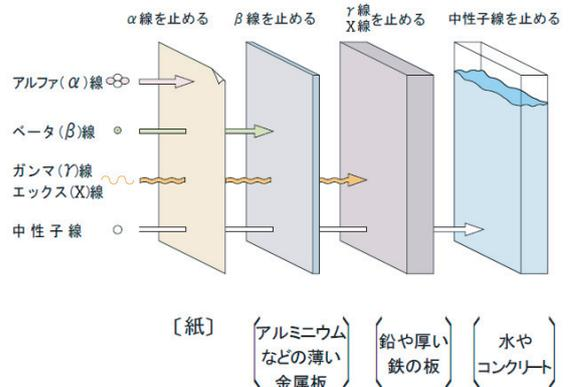 α線を止める
β線を止める
γ線
X線を止める
中性子線を止める
アルファ(α)線
ベータ(β)線
ガンマ(γ)線
エックス(X)線
中性子線
〔紙〕
アルミニウム
などの薄い
金属板
鉛や厚い
鉄の板
水や
コンクリート